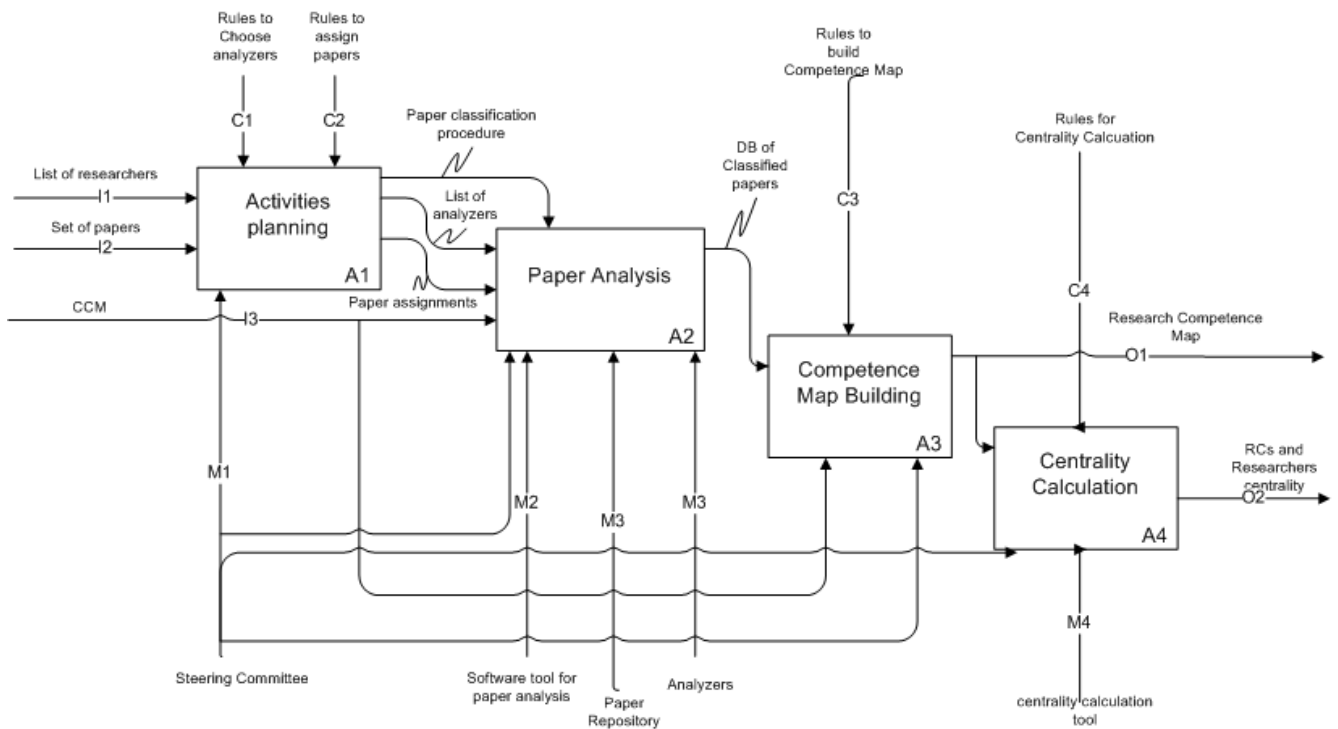 Rules to
Choose
analyzers
Rules to
assign
papers
Rules to
build
Competence Map
C1
C2
Paper classification
procedure
Rules for
Centrality Calcuation
DB of
Classified
papers
List of researchers
I1
Activities
planning
A1
List of
analyzers
C3
Set of papers
I2
Paper Analysis
A2
Paper assignments
C4
CCM
I3
Research Competence
Map
O1
Competence
Map Building
A3
Centrality
Calculation
A4
RCs and
Researchers
centrality
O2
M1
M2
M3
M3
M4
Steering Committee
Software tool for
paper analysis
Paper
Repository
Analyzers
centrality calculation
tool